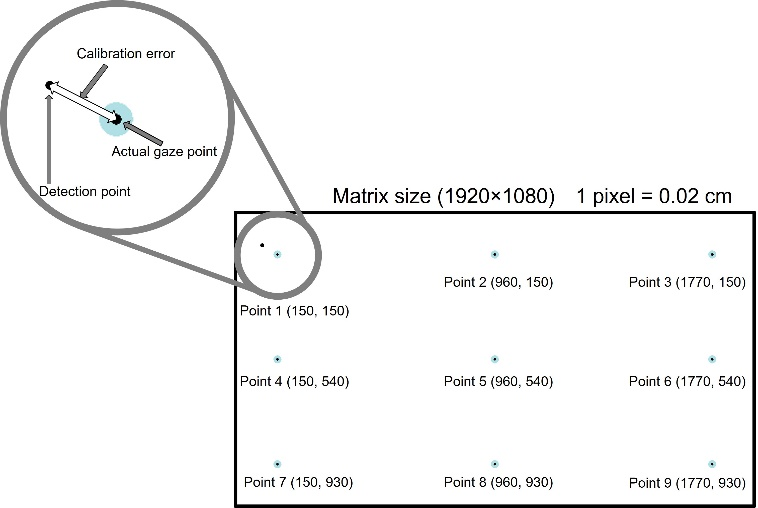 Calibration error
Actual gaze point
Detection point
Matrix size (1920×1080) 1 pixel = 0.02 cm
Point 1 (150, 150)
Point 2 (960, 150)
Point 3 (1770, 150)
Point 4 (150, 540)
Point 5 (960, 540)
Point 6 (1770, 540)
Point 7 (150, 930)
Point 8 (960, 930)
Point 9 (1770, 930)